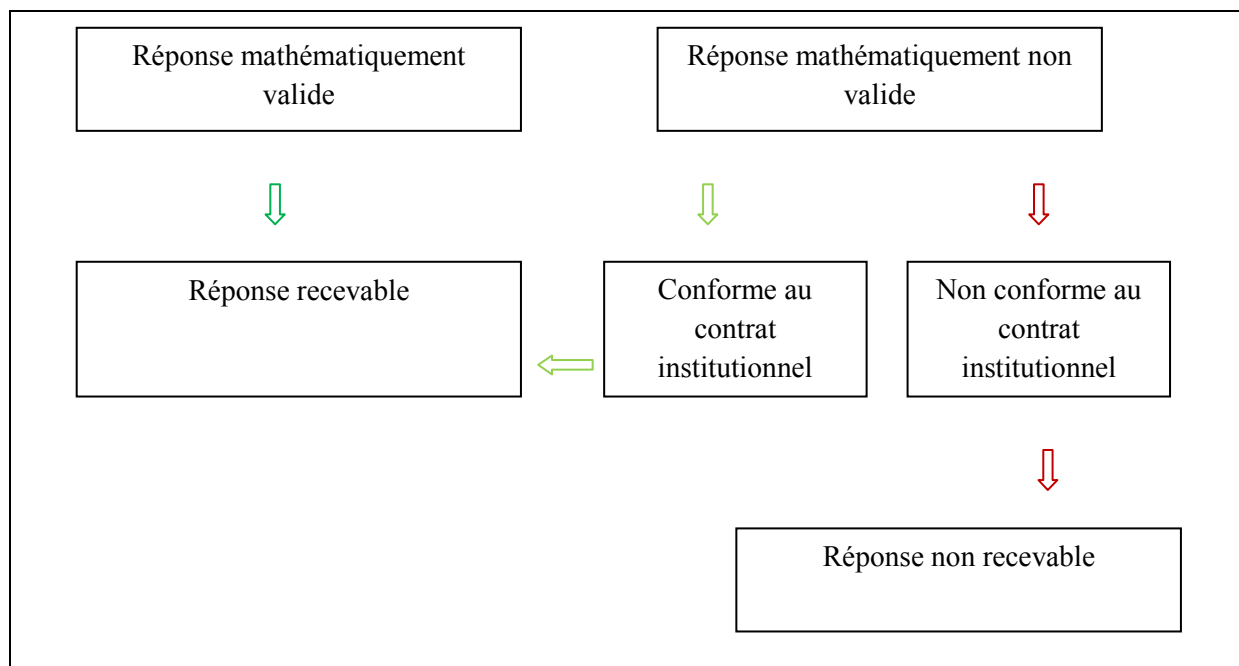 Réponse mathématiquement
valide
Réponse mathématiquement non
valide
Réponse recevable
Conforme au
contrat
institutionnel
Non conforme au
contrat
institutionnel
Réponse non recevable